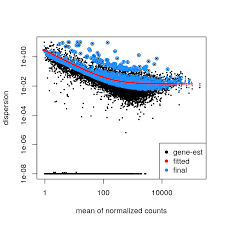 dispersion
1e+00
1e-02
1e-04
1e-06
1e-08
gene-est
fitted
final
1
100
10000
mean of normalized counts